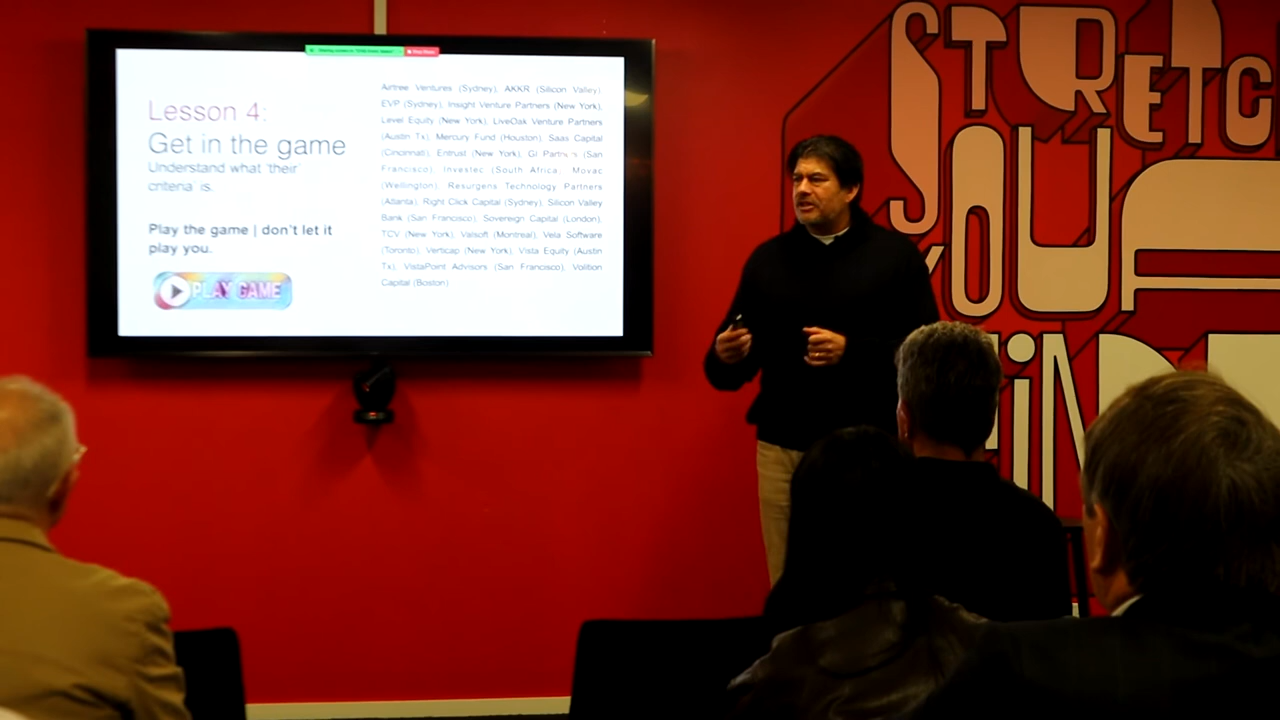 Lesson 4:
Get in the game
Understand what 'their'
criteria is.
Play the game | don't let it
play you.
PLAY GAME
Airtree Ventures (Sydney), AKKR (Silicon Valley),
EVP (Sydney), Insight Venture Partners (New York),
Level Equity (New York), LiveOak Venture Partners
(Austin Tx), Mercury Fund (Houston), Saas Capital
(Cincinnati), Entrust (New York), GI Partners (San
Francisco), Investec (South Africa, Movac
(Wellington), Resurgens Technology Partners
(Atlanta), Right Click Capital (Sydney), Silicon Valley
Bank (San Francisco), Sovereign Capital (London),
TCV (New York), Valsoft (Montreal), Vela Software
(Toronto), Verticap (New York), Vista Equity (Austin
Tx), VistaPoint Advisors (San Francisco), Volition
Capital (Boston)
STRETCH
YOUR
MIND